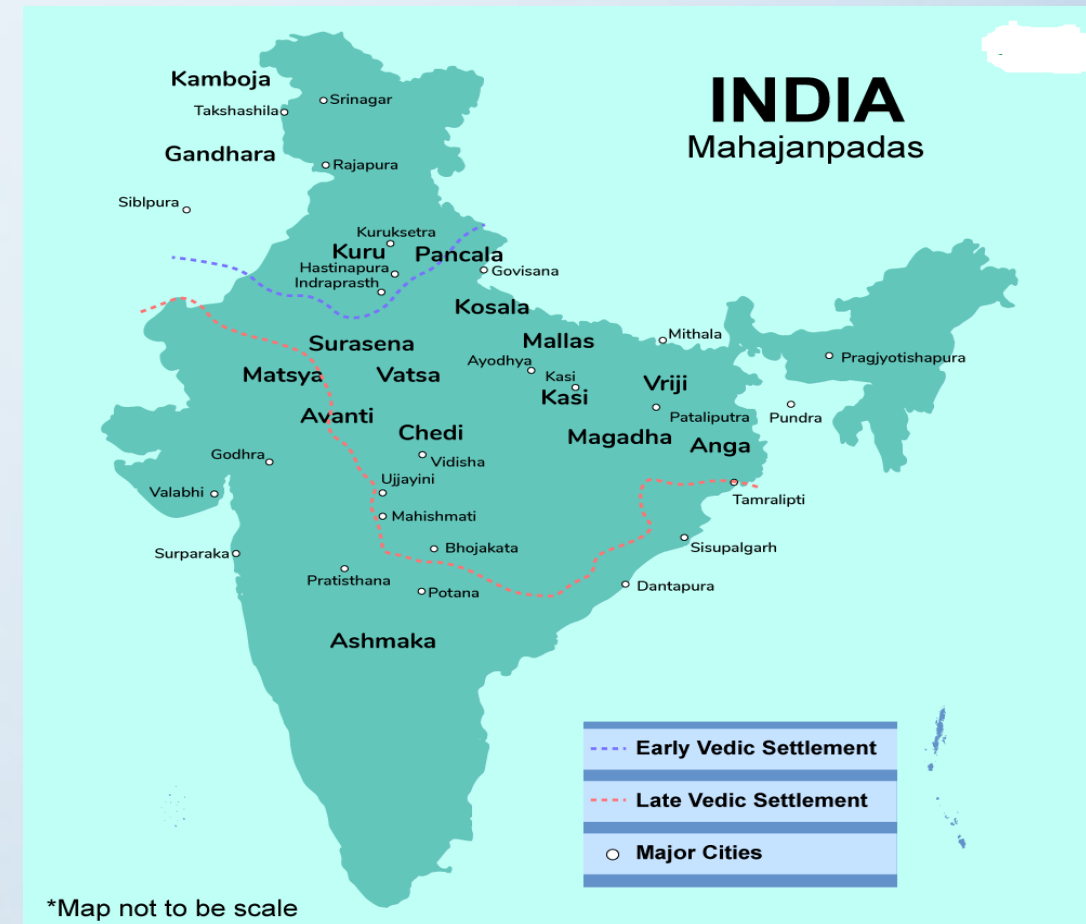 INDIA
Mahajanpadas
Kamboja
Srinagar
Takshashila
Gandhara
Rajapura
Siblpura
Kuruksetra
Kuru
Pancala
Hastinapura
Govisana
Indraprasth
Kosala
Mithala
Surasena
Mallas
Pragjyotishapura
Ayodhya
Matsya
Vatsa
Kasi
Vriji
Kasi
Avanti
Pataliputra
Pundra
Chedi
Magadha
Anga
Godhra
Vidisha
Ujjayini
Valabhi
Tamralipti
Mahishmati
Surparaka
Bhojakata
Sisupalgarh
Pratisthana
Potana
Dantapura
Ashmaka
Early Vedic Settlement
Late Vedic Settlement
Major Cities
*Map not to be scale